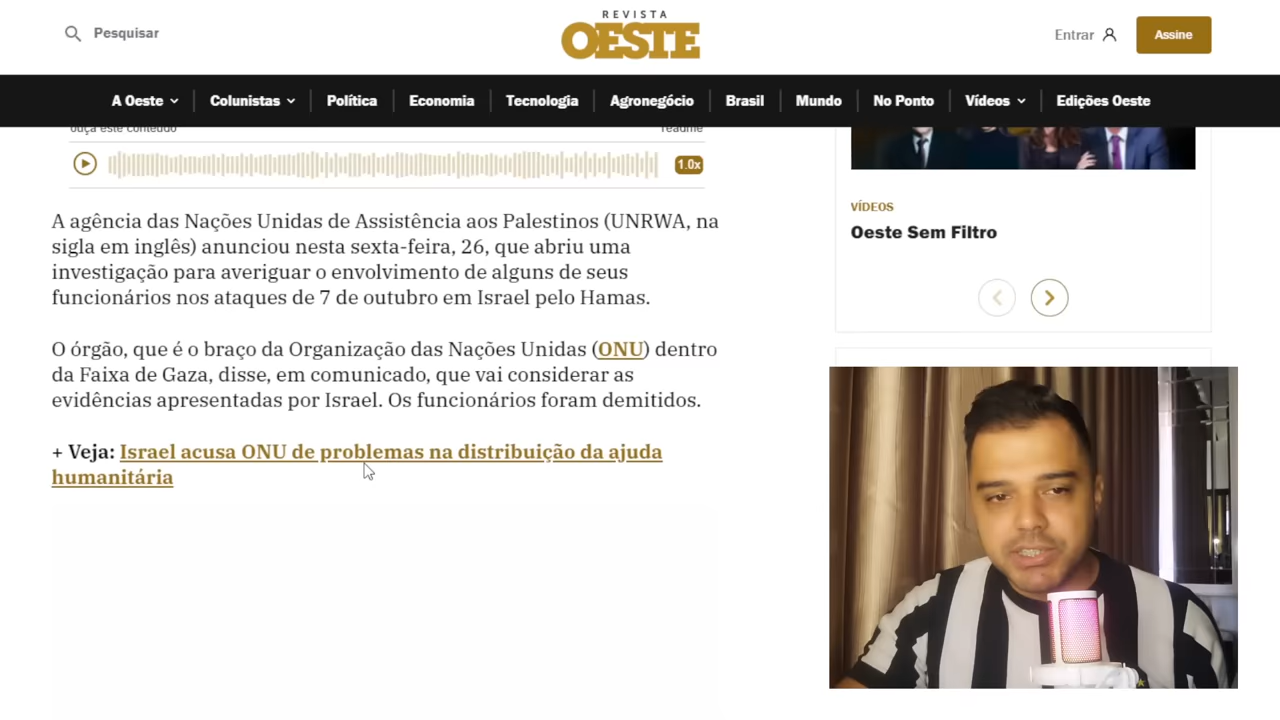 Pesquisar
REVISTA
OESTE
Entrar
Assine
A Oeste
Colunistas
Política
Economia
Tecnologia
Agronegócio
Brasil
Mundo
No Ponto
Vídeos
Edições Oeste
ouça este conteúdo
readme
1.0x
A agência das Nações Unidas de Assistência aos Palestinos (UNRWA, na
sigla em inglês) anunciou nesta sexta-feira, 26, que abriu uma
investigação para averiguar o envolvimento de alguns de seus
funcionários nos ataques de 7 de outubro em Israel pelo Hamas.
O órgão, que é o braço da Organização das Nações Unidas (ONU) dentro
da Faixa de Gaza, disse, em comunicado, que vai considerar as
evidências apresentadas por Israel. Os funcionários foram demitidos.
+ Veja: Israel acusa ONU de problemas na distribuição da ajuda
humanitária
VÍDEOS
Oeste Sem Filtro